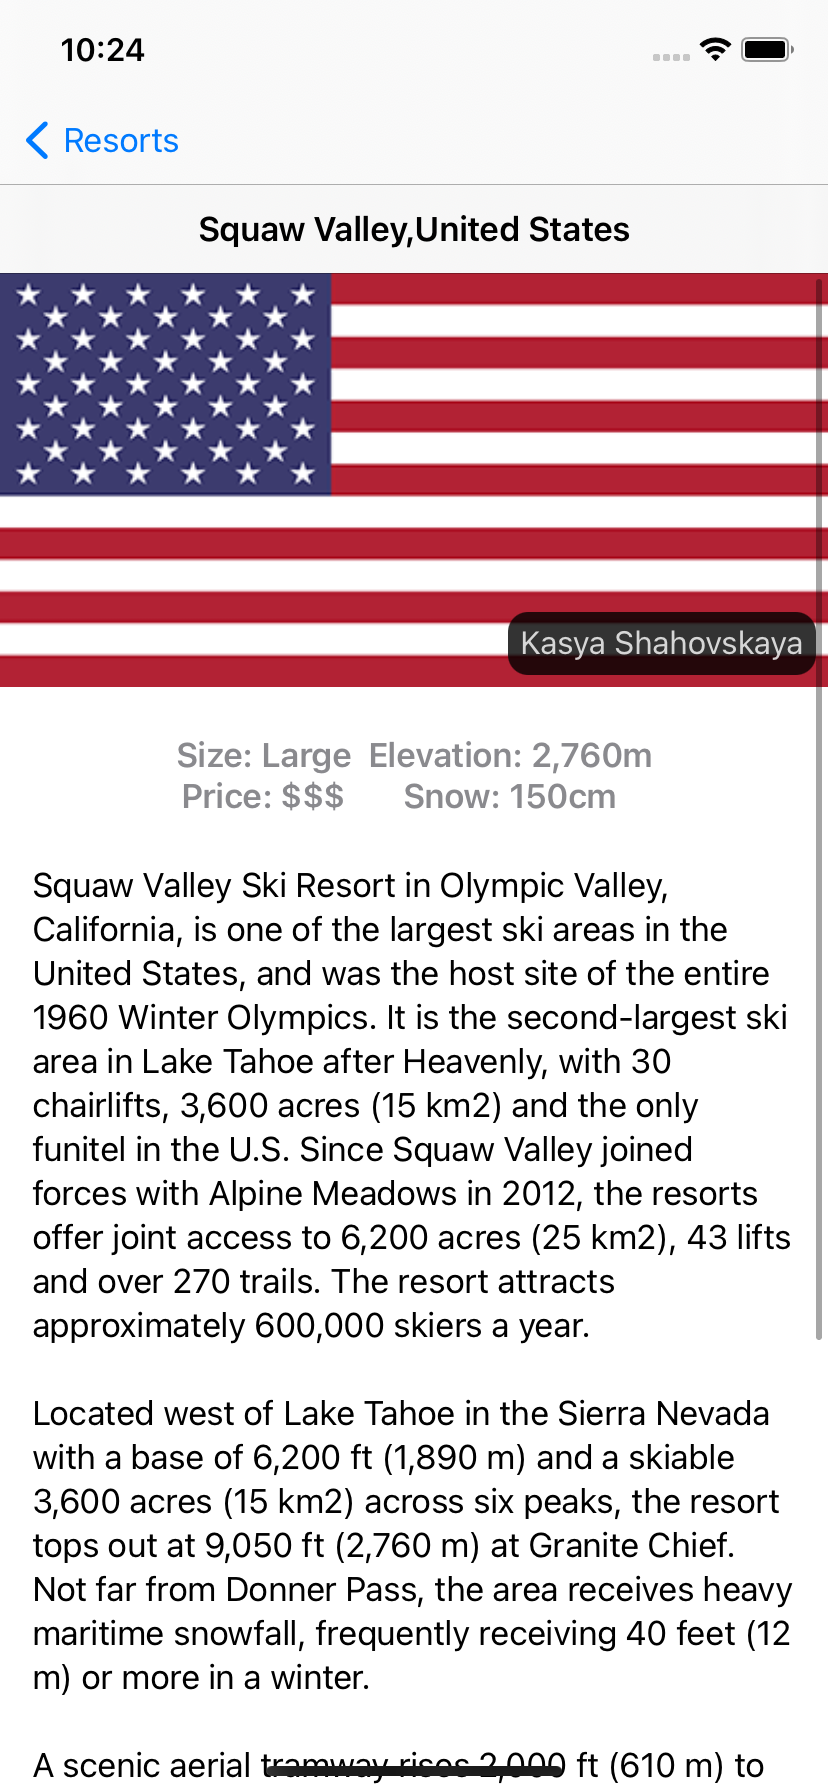 10:24
Resorts
Squaw Valley,United States
Kasya Shahovskaya
Size: Large Elevation: 2,760m
Price: $$$ Snow: 150cm
Squaw Valley Ski Resort in Olympic Valley,
California, is one of the largest ski areas in the
United States, and was the host site of the entire
1960 Winter Olympics. It is the second-largest ski
area in Lake Tahoe after Heavenly, with 30
chairlifts, 3,600 acres (15 km2) and the only
funitel in the U.S. Since Squaw Valley joined
forces with Alpine Meadows in 2012, the resorts
offer joint access to 6,200 acres (25 km2), 43 lifts
and over 270 trails. The resort attracts
approximately 600,000 skiers a year.
Located west of Lake Tahoe in the Sierra Nevada
with a base of 6,200 ft (1,890 m) and a skiable
3,600 acres (15 km2) across six peaks, the resort
tops out at 9,050 ft (2,760 m) at Granite Chief.
Not far from Donner Pass, the area receives heavy
maritime snowfall, frequently receiving 40 feet (12
m) or more in a winter.
A scenic aerial tramway rises 2,000 ft (610 m) to